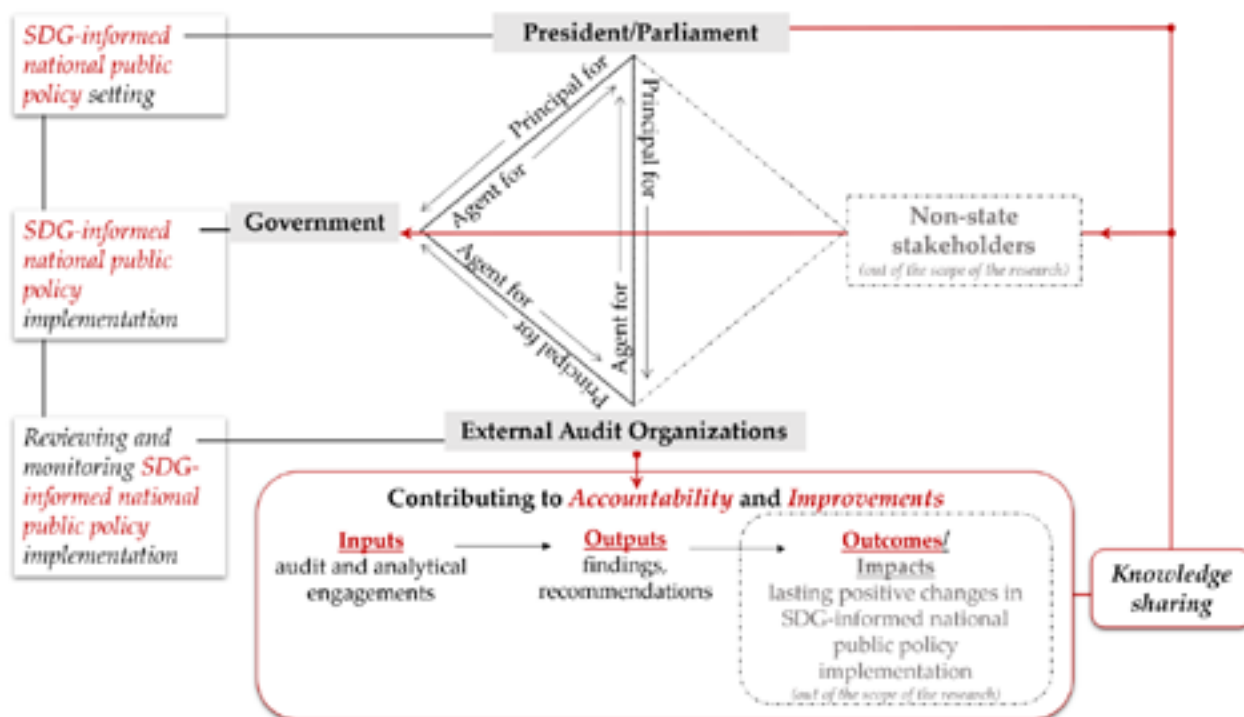 SDG-informed
national public
policy setting
President/Parliament
Principal for
Agent for
Principal for
Agent for
SDG-informed
national public
policy
implementation
Government
Non-state
stakeholders
(out of the scope of the research)
Agent for
Principal for
Reviewing and
monitoring SDG-
informed national
public policy
implementation
External Audit Organizations
Contributing to Accountability and Improvements
Inputs
audit and analytical
engagements
Outputs
findings,
recommendations
Outcomes/
Impacts
lasting positive changes in
SDG-informed national
public policy
implementation
(out of the scope of the research)
Knowledge
sharing